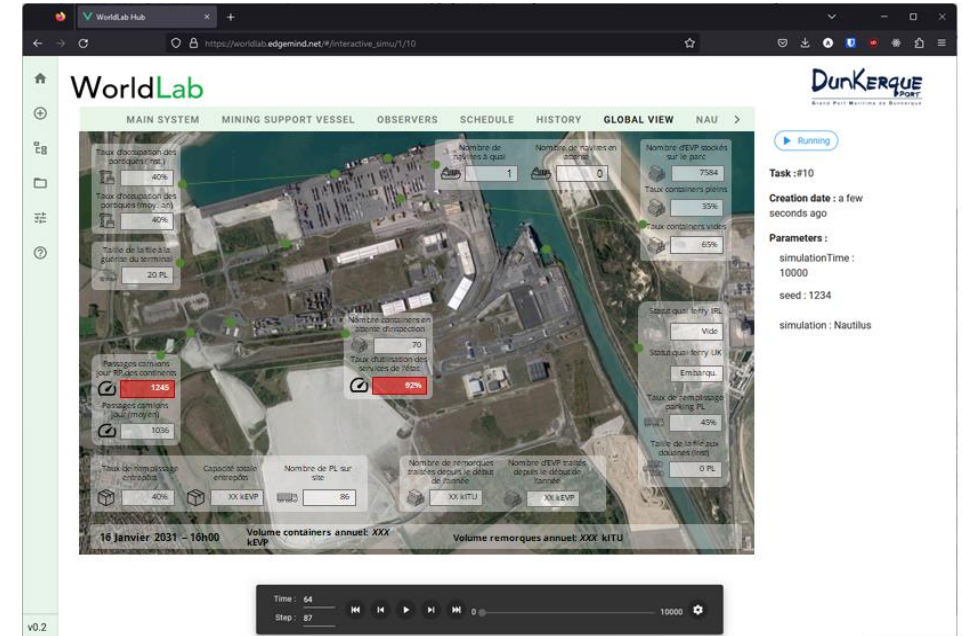 WorldLab Hub
https://worldlab.edgemind.net/#/interactive_simu/1/10
WorldLab
DUNKERQUE
PORT
Grand Port Maritime de Dunkerque
MAIN SYSTEM MINING SUPPORT VESSEL OBSERVERS SCHEDULE HISTORY GLOBAL VIEW NAU
Running
Task :#10
Creation date : a few
seconds ago
Parameters :
simulationTime :
10000
seed : 1234
simulation : Nautilus
Taux d'occupation des
portiques (inst.)
40%
Taux d'occupation des
portiques (moy. an)
40%
Taille de la file à la
guérite du terminal
20 PL
Nombre de
navires à quai
1
Nombre de navires en
attente
0
Nombre d'EVP stockés
sur le parc
7584
Taux containers pleins
35%
Taux containers vides
65%
Nombre containers en
attente d'inspection
70
Taux d'utilisation des
services de l'état
92%
Statut quai ferry IRL
Vide
Statut quai ferry UK
Embarqu.
Taux de remplissage
parking PL
45%
Taille de la file aux
douanes (inst)
0 PL
Passages camions
jour RP des continents
1245
Passages camions
jour (moyen)
1036
Taux de remplissage
entrepôts
40%
Capacité totale
entrepôts
XX kEVP
Nombre de PL sur
site
86
Nombre de remorques
traitées depuis le début
de l'année
XX kITU
Nombre d'EVP traités
depuis le début de
l'année
XX kEVP
16 Janvier 2031 – 16h00
Volume containers annuel: XXX
kEVP
Volume remorques annuel: XXX kITU
Time : 64
Step : 87
0
10000
v0.2